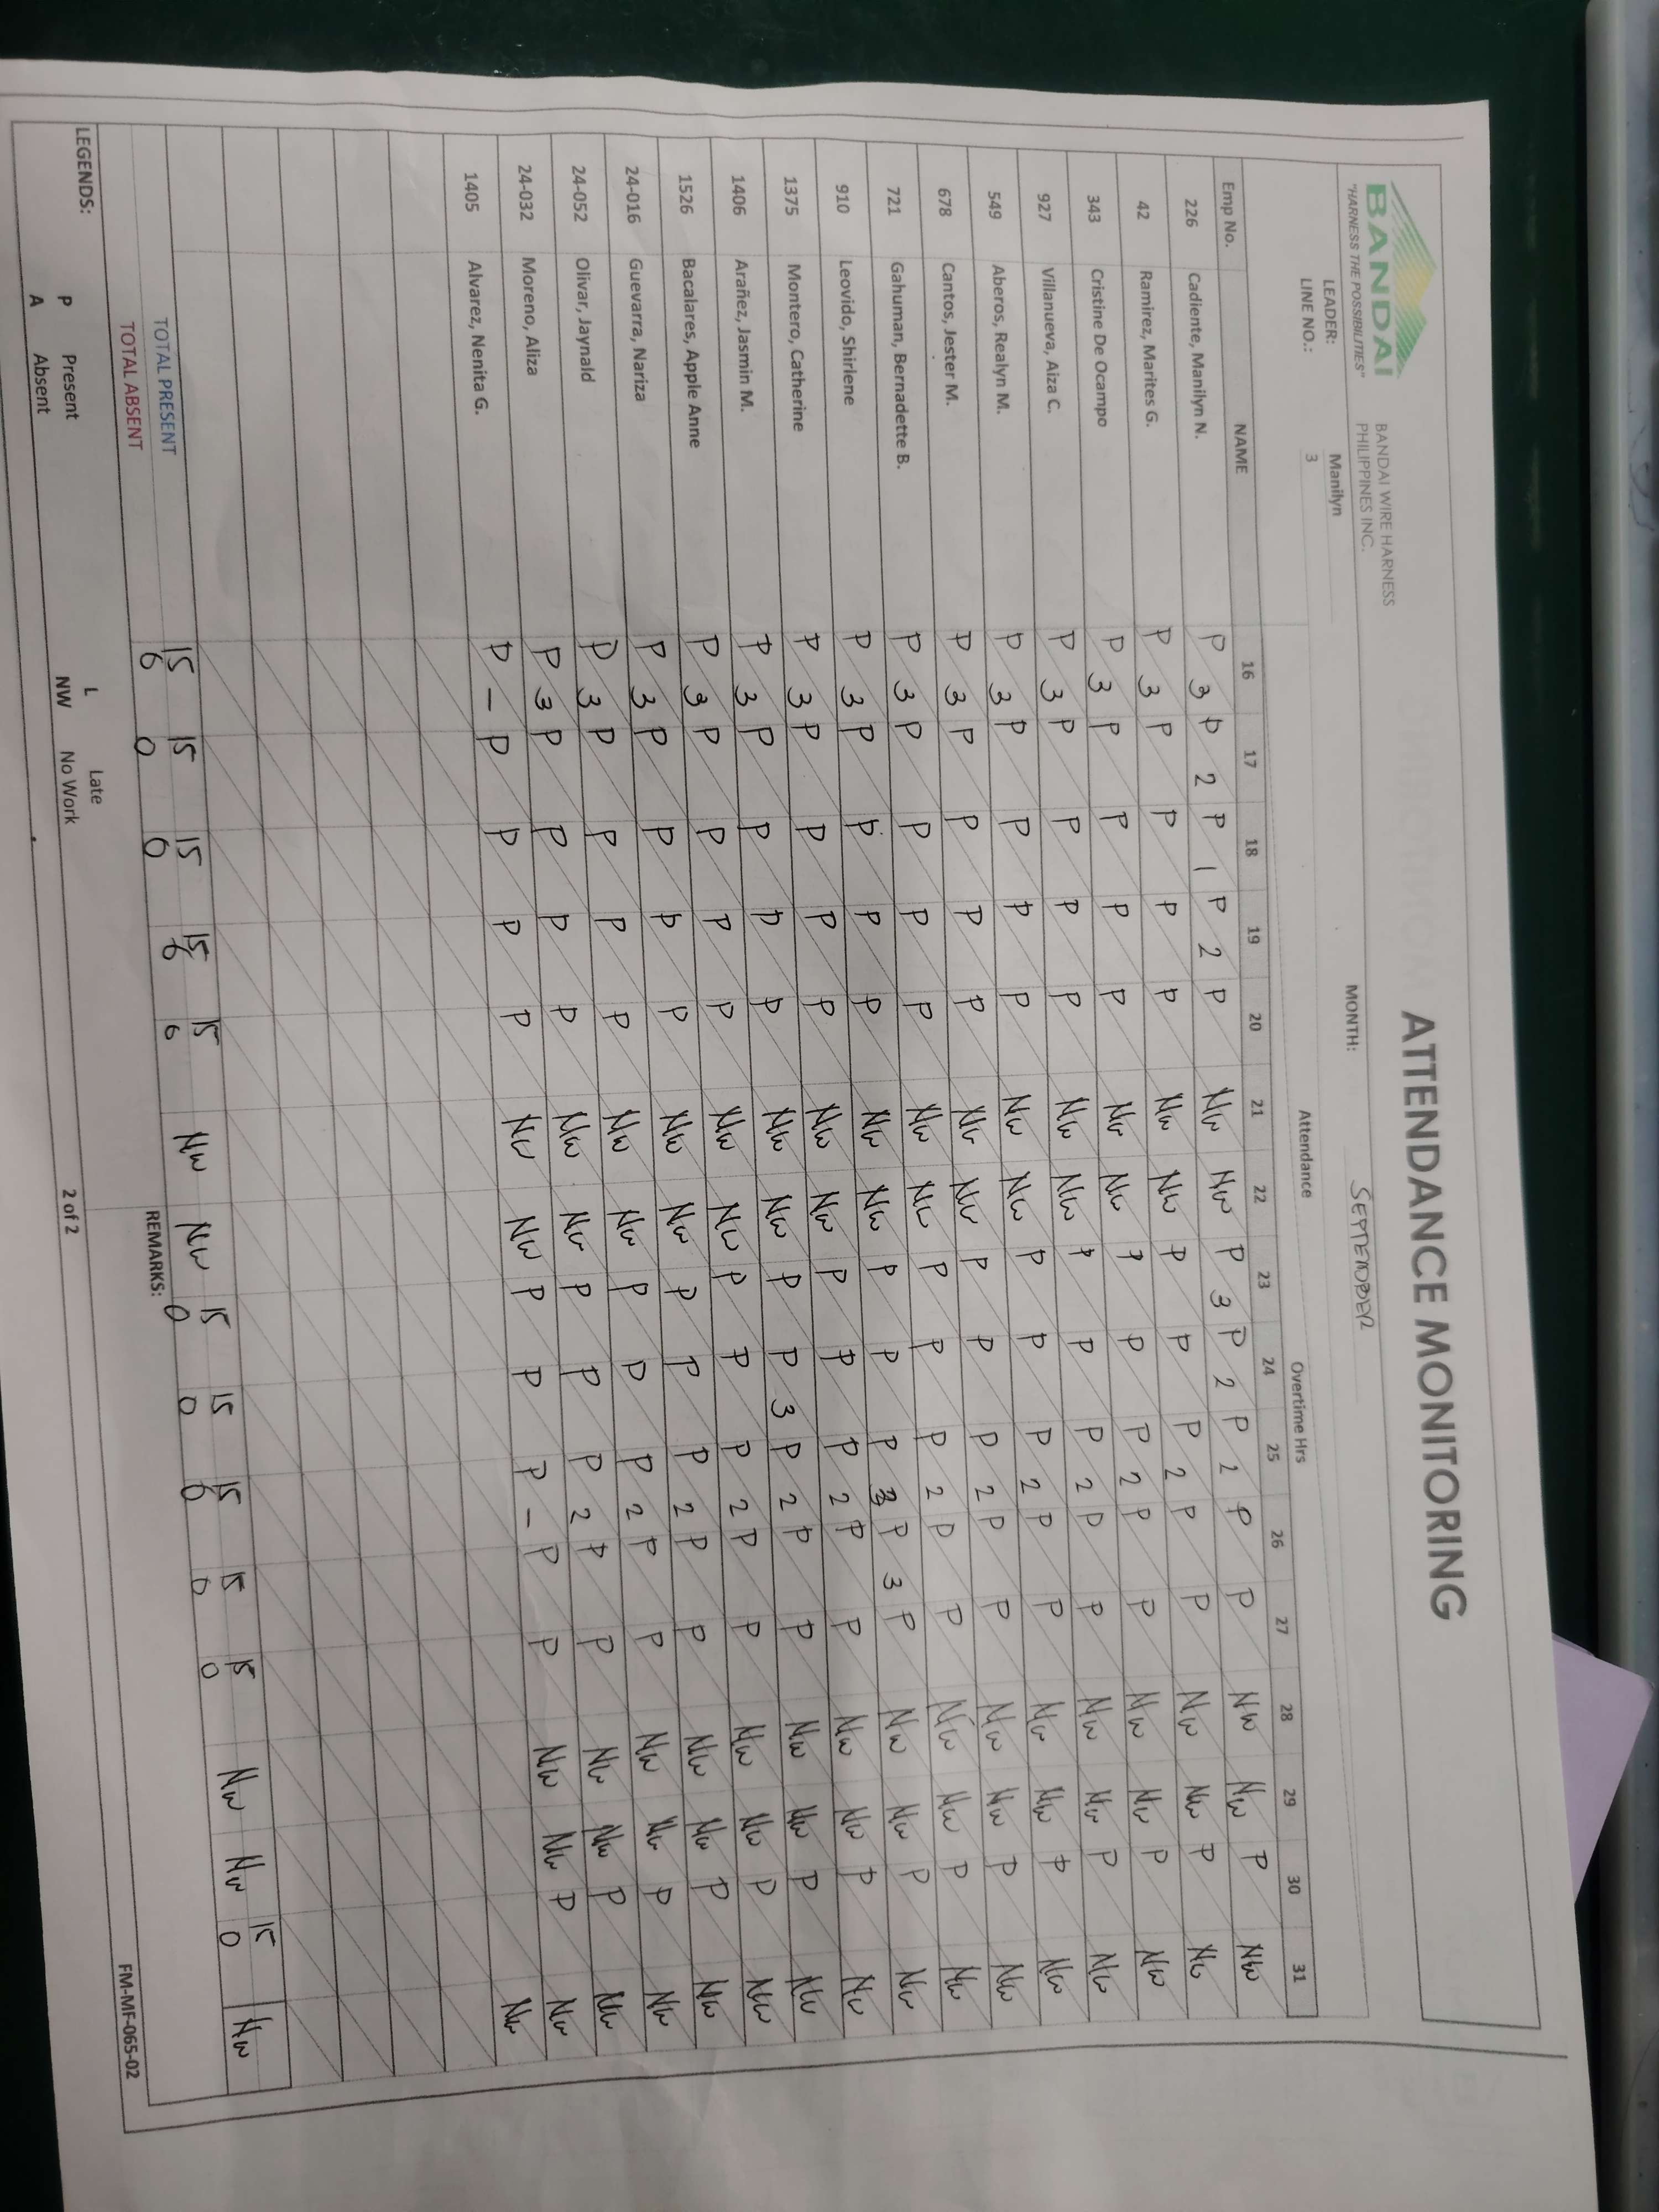 BANDAI
"HARNESS THE POSSIBILITIES"
BANDAI WIRE HARNESS
PHILIPPINES INC.
ATTENDANCE MONITORING
LEADER: Manilyn MONTH: SEPTEMBER
LINE NO.: 3
Attendance Overtime Hrs
Emp No. NAME 16 17 18 19 20 21 22 23 24 25 26 27 28 29 30 31
226 Cadiente, Manilyn N. P 3 P 2 P 1 P 2 P NW NW P 3 P 2 P 2 P P NW NW P NW
42 Ramirez, Marites G. P 3 P P P P NW NW P P P 2 P P NW NW P NW
343 Cristine De Ocampo P 3 P P P P NW NW P P P 2 P P NW NW P NW
927 Villanueva, Aiza C. P 3 P P P P NW NW P P P 2 P P NW NW P NW
549 Aberos, Realyn M. P 3 P P P P NW NW P P P 2 P P NW NW P NW
678 Cantos, Jester M. P 3 P P P P NW NW P P P 2 P P NW NW P NW
721 Gahuman, Bernadette B. P 3 P P P P NW NW P P P 2 P P NW NW P NW
910 Leovido, Shirlene P 3 P P P P NW NW P P P 3 P 3 P NW NW P NW
1375 Montero, Catherine P 3 P P P P NW NW P P P 2 P P NW NW P NW
1406 Arañez, Jasmin M. P 3 P P P P NW NW P P 3 P 2 P P NW NW P NW
1526 Bacalares, Apple Anne P 3 P P P P NW NW P P P 2 P P NW NW P NW
24-016 Guevarra, Nariza P 3 P P P P NW NW P P P 2 P P NW NW P NW
24-052 Olivar, Jaynald P 3 P P P P NW NW P P P 2 P P NW NW P NW
24-032 Moreno, Aliza P 3 P P P P NW NW P P P 2 P P NW NW P NW
1405 Alvarez, Nenita G. P - P P P P NW NW P P P - P P NW NW P NW
TOTAL PRESENT 15 15 15 15 15 NW NW 15 15 15 15 15 NW NW 15 NW
TOTAL ABSENT 0 0 0 0 0 0 0 0 0 0 0
REMARKS:
LEGENDS:
P Present L Late
A Absent NW No Work
2 of 2
FM-MF-065-02